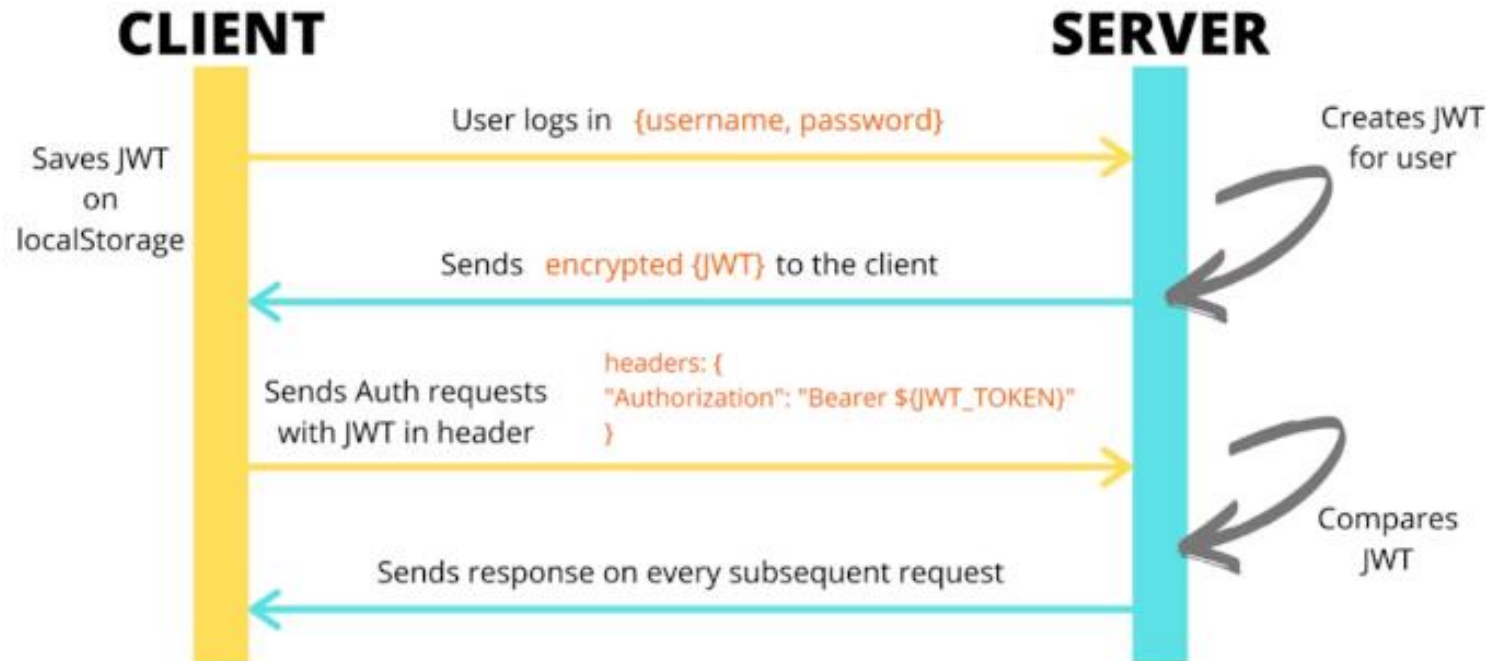 CLIENT
SERVER
User logs in {username, password}
Creates JWT
for user
Saves JWT
on
localStorage
Sends encrypted {JWT} to the client
headers: {
"Authorization": "Bearer ${JWT_TOKEN}"
}
Sends Auth requests
with JWT in header
Compares
JWT
Sends response on every subsequent request